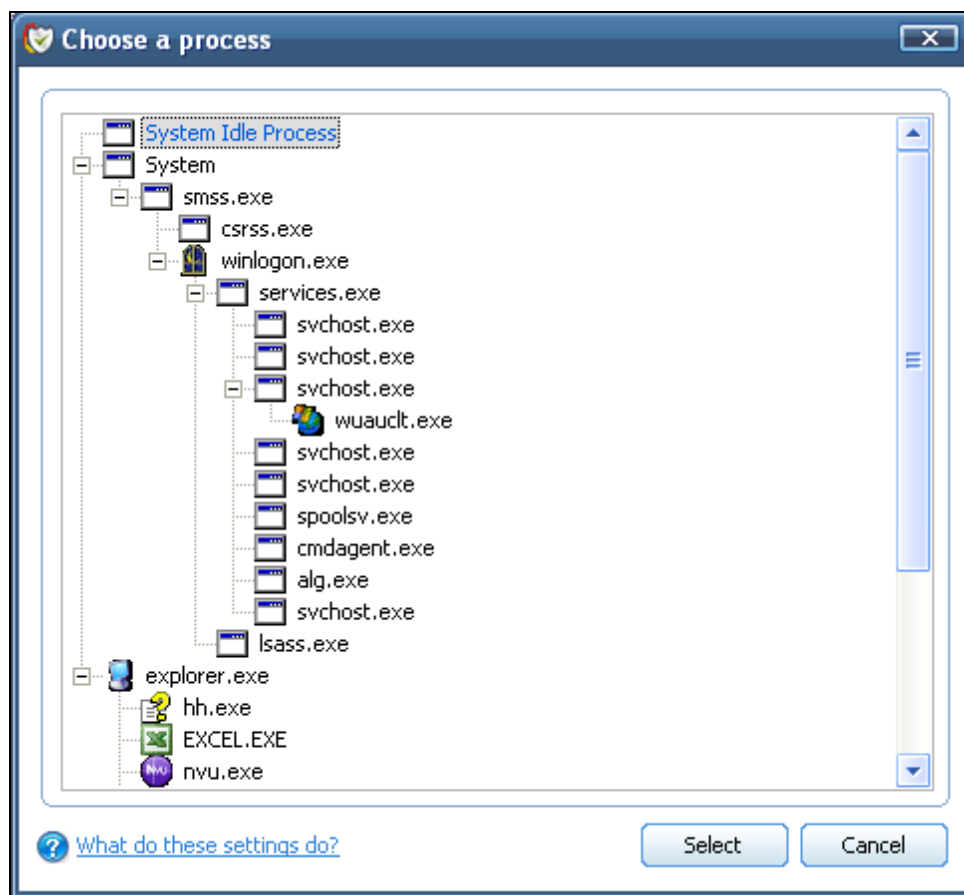 Choose a process
System Idle Process
System
smss.exe
csrss.exe
winlogon.exe
services.exe
svchost.exe
svchost.exe
svchost.exe
wuauclt.exe
svchost.exe
svchost.exe
spoolsv.exe
cmdagent.exe
alg.exe
svchost.exe
lsass.exe
explorer.exe
hh.exe
EXCEL.EXE
Nvu nvu.exe
? What do these settings do? Select Cancel